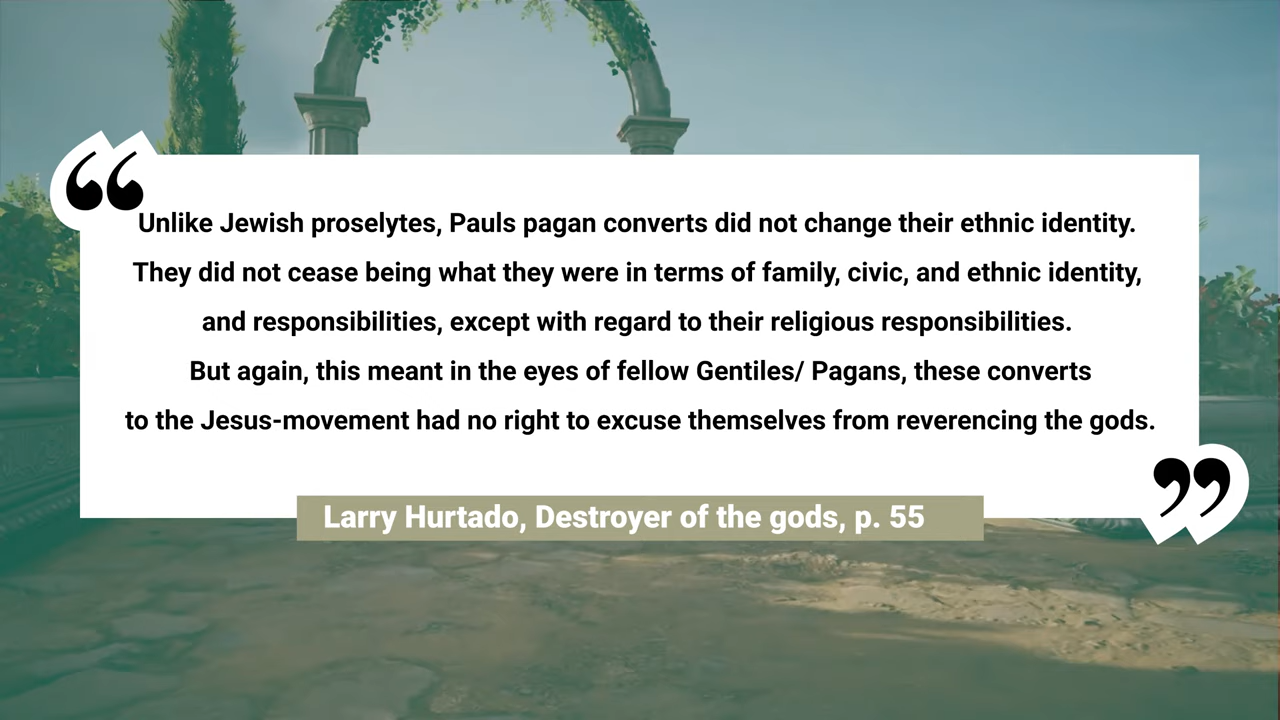 “
Unlike Jewish proselytes, Pauls pagan converts did not change their ethnic identity.
They did not cease being what they were in terms of family, civic, and ethnic identity,
and responsibilities, except with regard to their religious responsibilities.
But again, this meant in the eyes of fellow Gentiles/ Pagans, these converts
to the Jesus-movement had no right to excuse themselves from reverencing the gods.
”
Larry Hurtado, Destroyer of the gods, p. 55